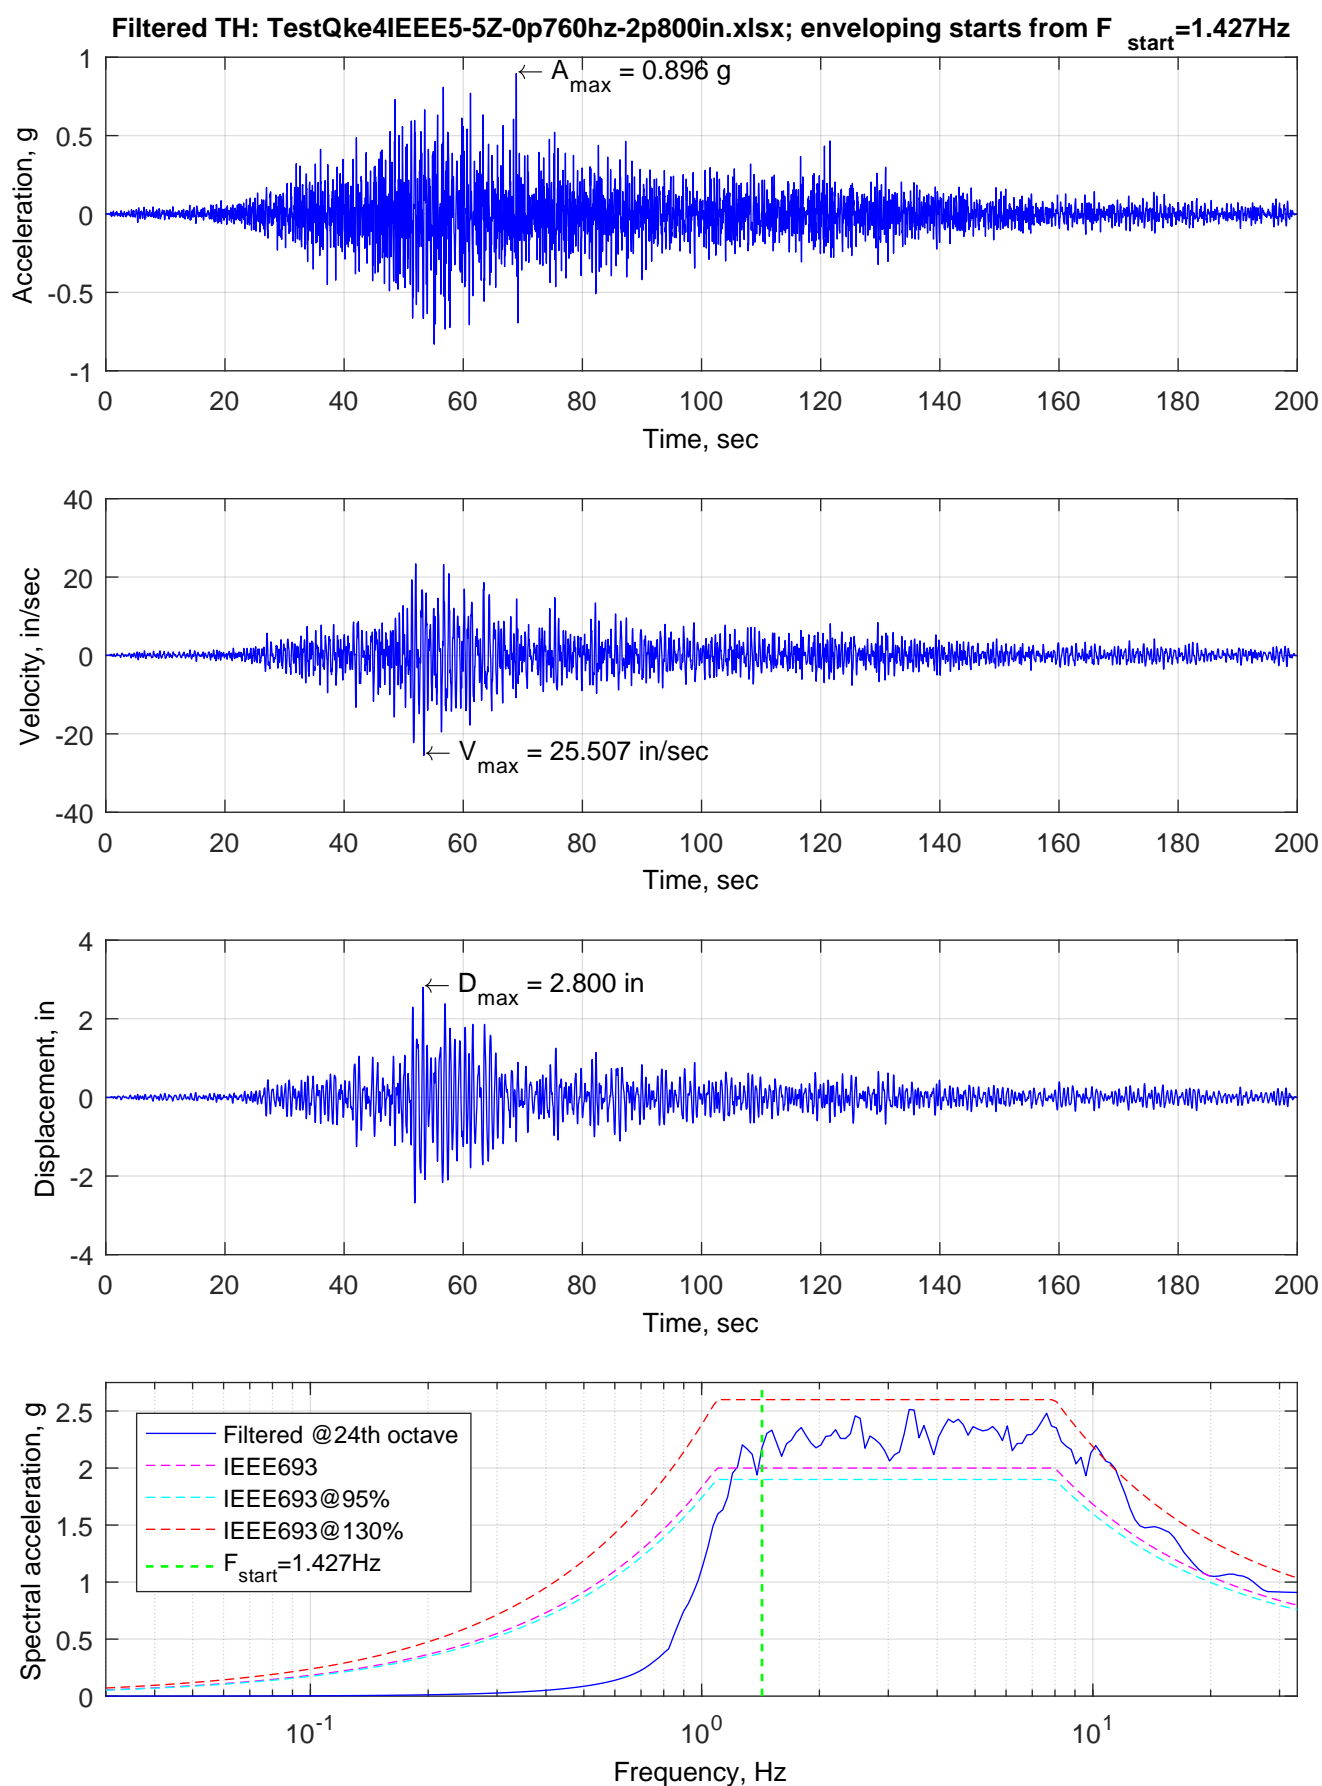 Filtered TH: TestQke4IEEE5-5Z-0p760hz-2p800in.xlsx; enveloping starts from F start=1.427Hz
1
0.5
0
-0.5
-1
Acceleration, g
← Amax = 0.896 g
0 20 40 60 80 100 120 140 160 180 200
Time, sec
40
20
0
-20
-40
Velocity, in/sec
← Vmax = 25.507 in/sec
0 20 40 60 80 100 120 140 160 180 200
Time, sec
4
2
0
-2
-4
Displacement, in
← Dmax = 2.800 in
0 20 40 60 80 100 120 140 160 180 200
Time, sec
2.5
2
1.5
1
0.5
0
Spectral acceleration, g
Filtered @24th octave
IEEE693
IEEE693@95%
IEEE693@130%
Fstart=1.427Hz
10-1 100 101
Frequency, Hz